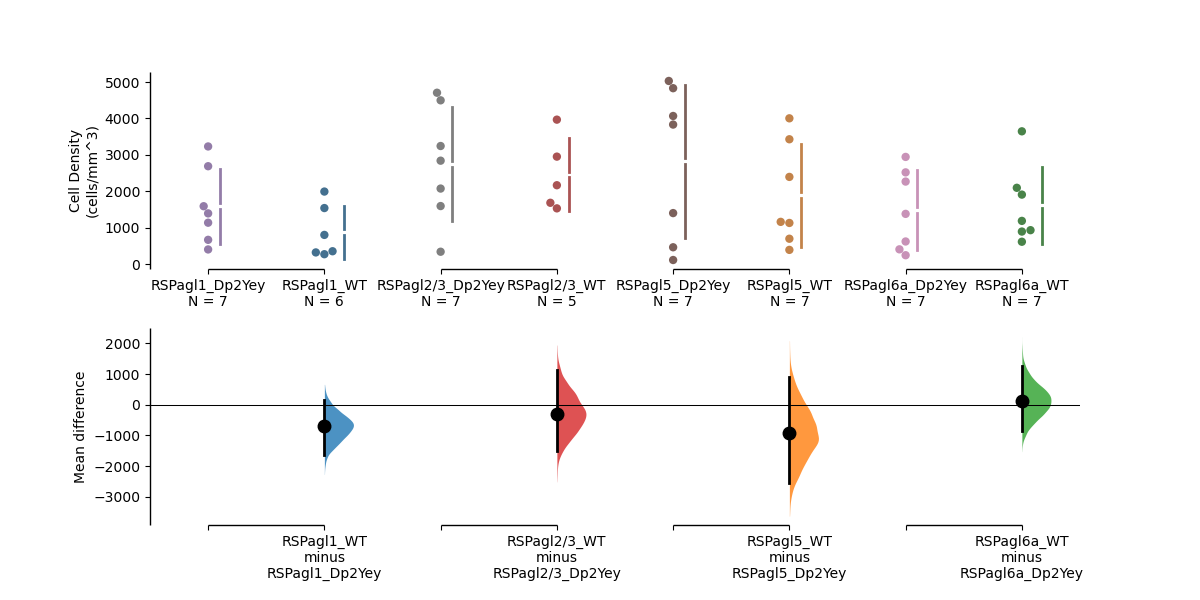 Cell Density
(cells/mm^3)
5000
4000
3000
2000
1000
0
RSPagl1_Dp2Yey
N = 7
RSPagl1_WT
N = 6
RSPagl2/3_Dp2Yey
N = 7
RSPagl2/3_WT
N = 5
RSPagl5_Dp2Yey
N = 7
RSPagl5_WT
N = 7
RSPagl6a_Dp2Yey
N = 7
RSPagl6a_WT
N = 7
Mean difference
2000
1000
0
−1000
−2000
−3000
RSPagl1_WT
minus
RSPagl1_Dp2Yey
RSPagl2/3_WT
minus
RSPagl2/3_Dp2Yey
RSPagl5_WT
minus
RSPagl5_Dp2Yey
RSPagl6a_WT
minus
RSPagl6a_Dp2Yey